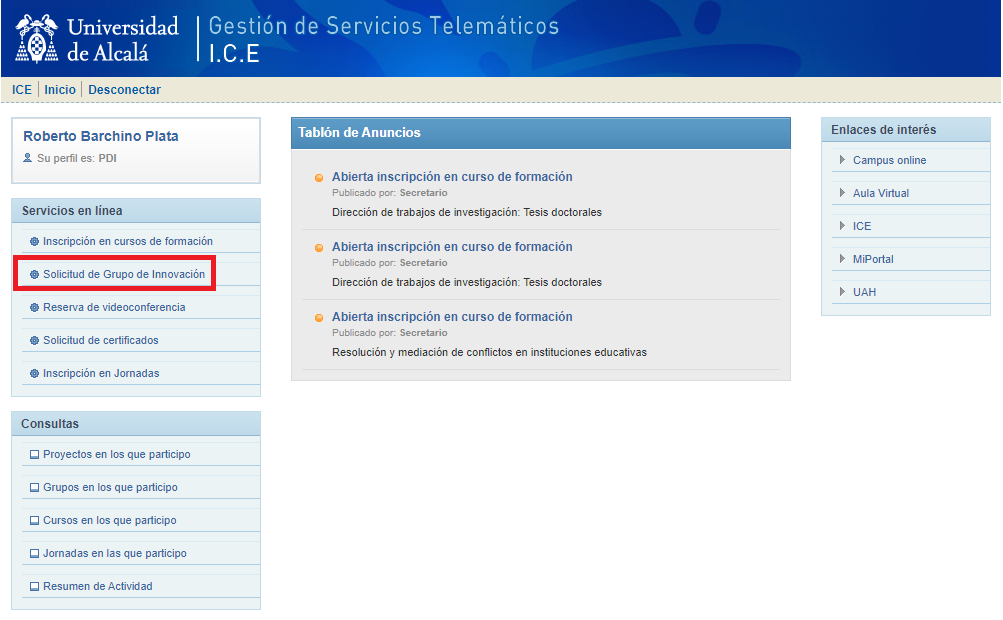 Universidad
de Alcalá
Gestión de Servicios Telemáticos
I.C.E
ICE Inicio Desconectar
Roberto Barchino Plata
Su perfil es: PDI
Servicios en línea
Inscripción en cursos de formación
Solicitud de Grupo de Innovación
Reserva de videoconferencia
Solicitud de certificados
Inscripción en Jornadas
Consultas
Proyectos en los que participo
Grupos en los que participo
Cursos en los que participo
Jornadas en las que participo
Resumen de Actividad
Tablón de Anuncios
Abierta inscripción en curso de formación
Publicado por: Secretario
Dirección de trabajos de investigación: Tesis doctorales
Abierta inscripción en curso de formación
Publicado por: Secretario
Dirección de trabajos de investigación: Tesis doctorales
Abierta inscripción en curso de formación
Publicado por: Secretario
Resolución y mediación de conflictos en instituciones educativas
Enlaces de interés
Campus online
Aula Virtual
ICE
MiPortal
UAH